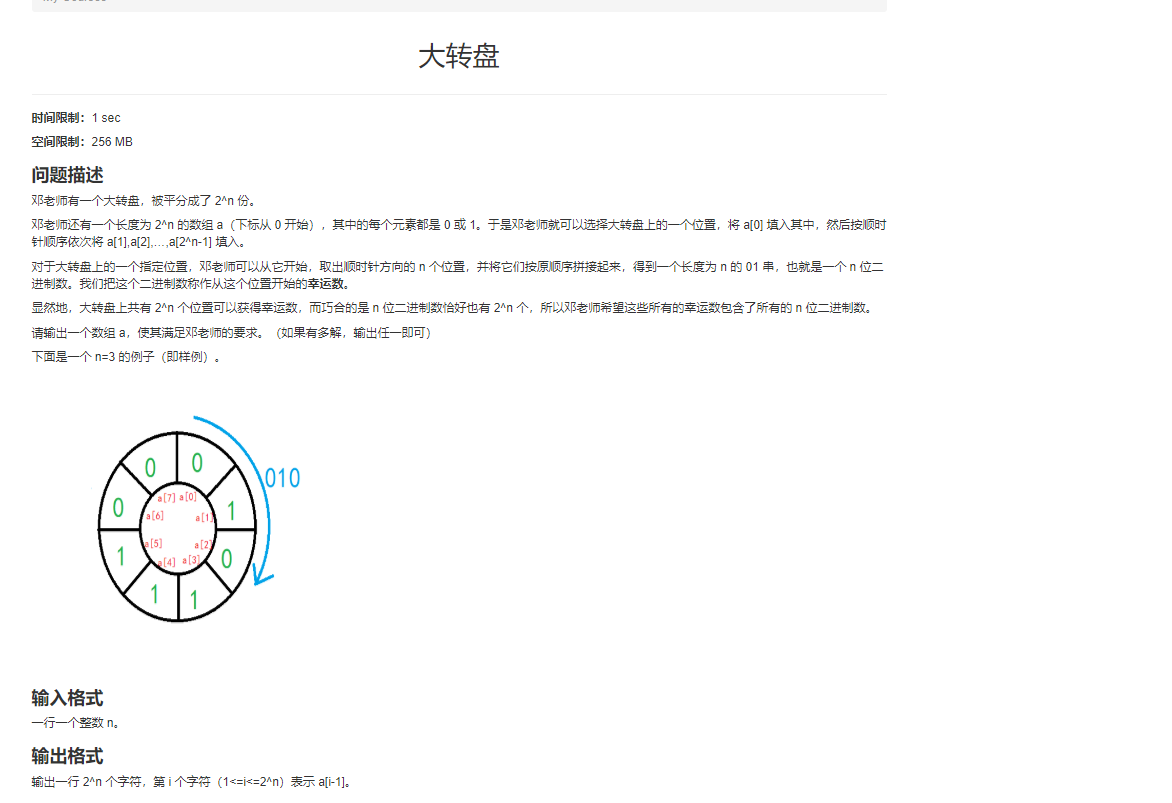 大转盘
时间限制：1 sec
空间限制：256 MB
问题描述
邓老师有一个大转盘，被平分成了 2^n 份。
邓老师还有一个长度为 2^n 的数组 a（下标从 0 开始），其中的每个元素都是 0 或 1。于是邓老师就可以选择大转盘上的一个位置，将 a[0] 填入其中，然后按顺时
针顺序依次将 a[1],a[2],…,a[2^n-1] 填入。
对于大转盘上的一个指定位置，邓老师可以从它开始，取出顺时针方向的 n 个位置，并将它们按原顺序拼接起来，得到一个长度为 n 的 01 串，也就是一个 n 位二
进制数。我们把这个二进制数称作从这个位置开始的幸运数。
显然地，大转盘上共有 2^n 个位置可以获得幸运数，而巧合的是 n 位二进制数恰好也有 2^n 个，所以邓老师希望这些所有的幸运数包含了所有的 n 位二进制数。
请输出一个数组 a，使其满足邓老师的要求。（如果有多解，输出任一即可）
下面是一个 n=3 的例子（即样例）。
0 0
010
a[7] a[0]
0 1
a[6] a[1]
a[5] a[2]
1 0
a[4] a[3]
1 1
输入格式
一行一个整数 n。
输出格式
输出一行 2^n 个字符，第 i 个字符（1<=i<=2^n）表示 a[i-1]。